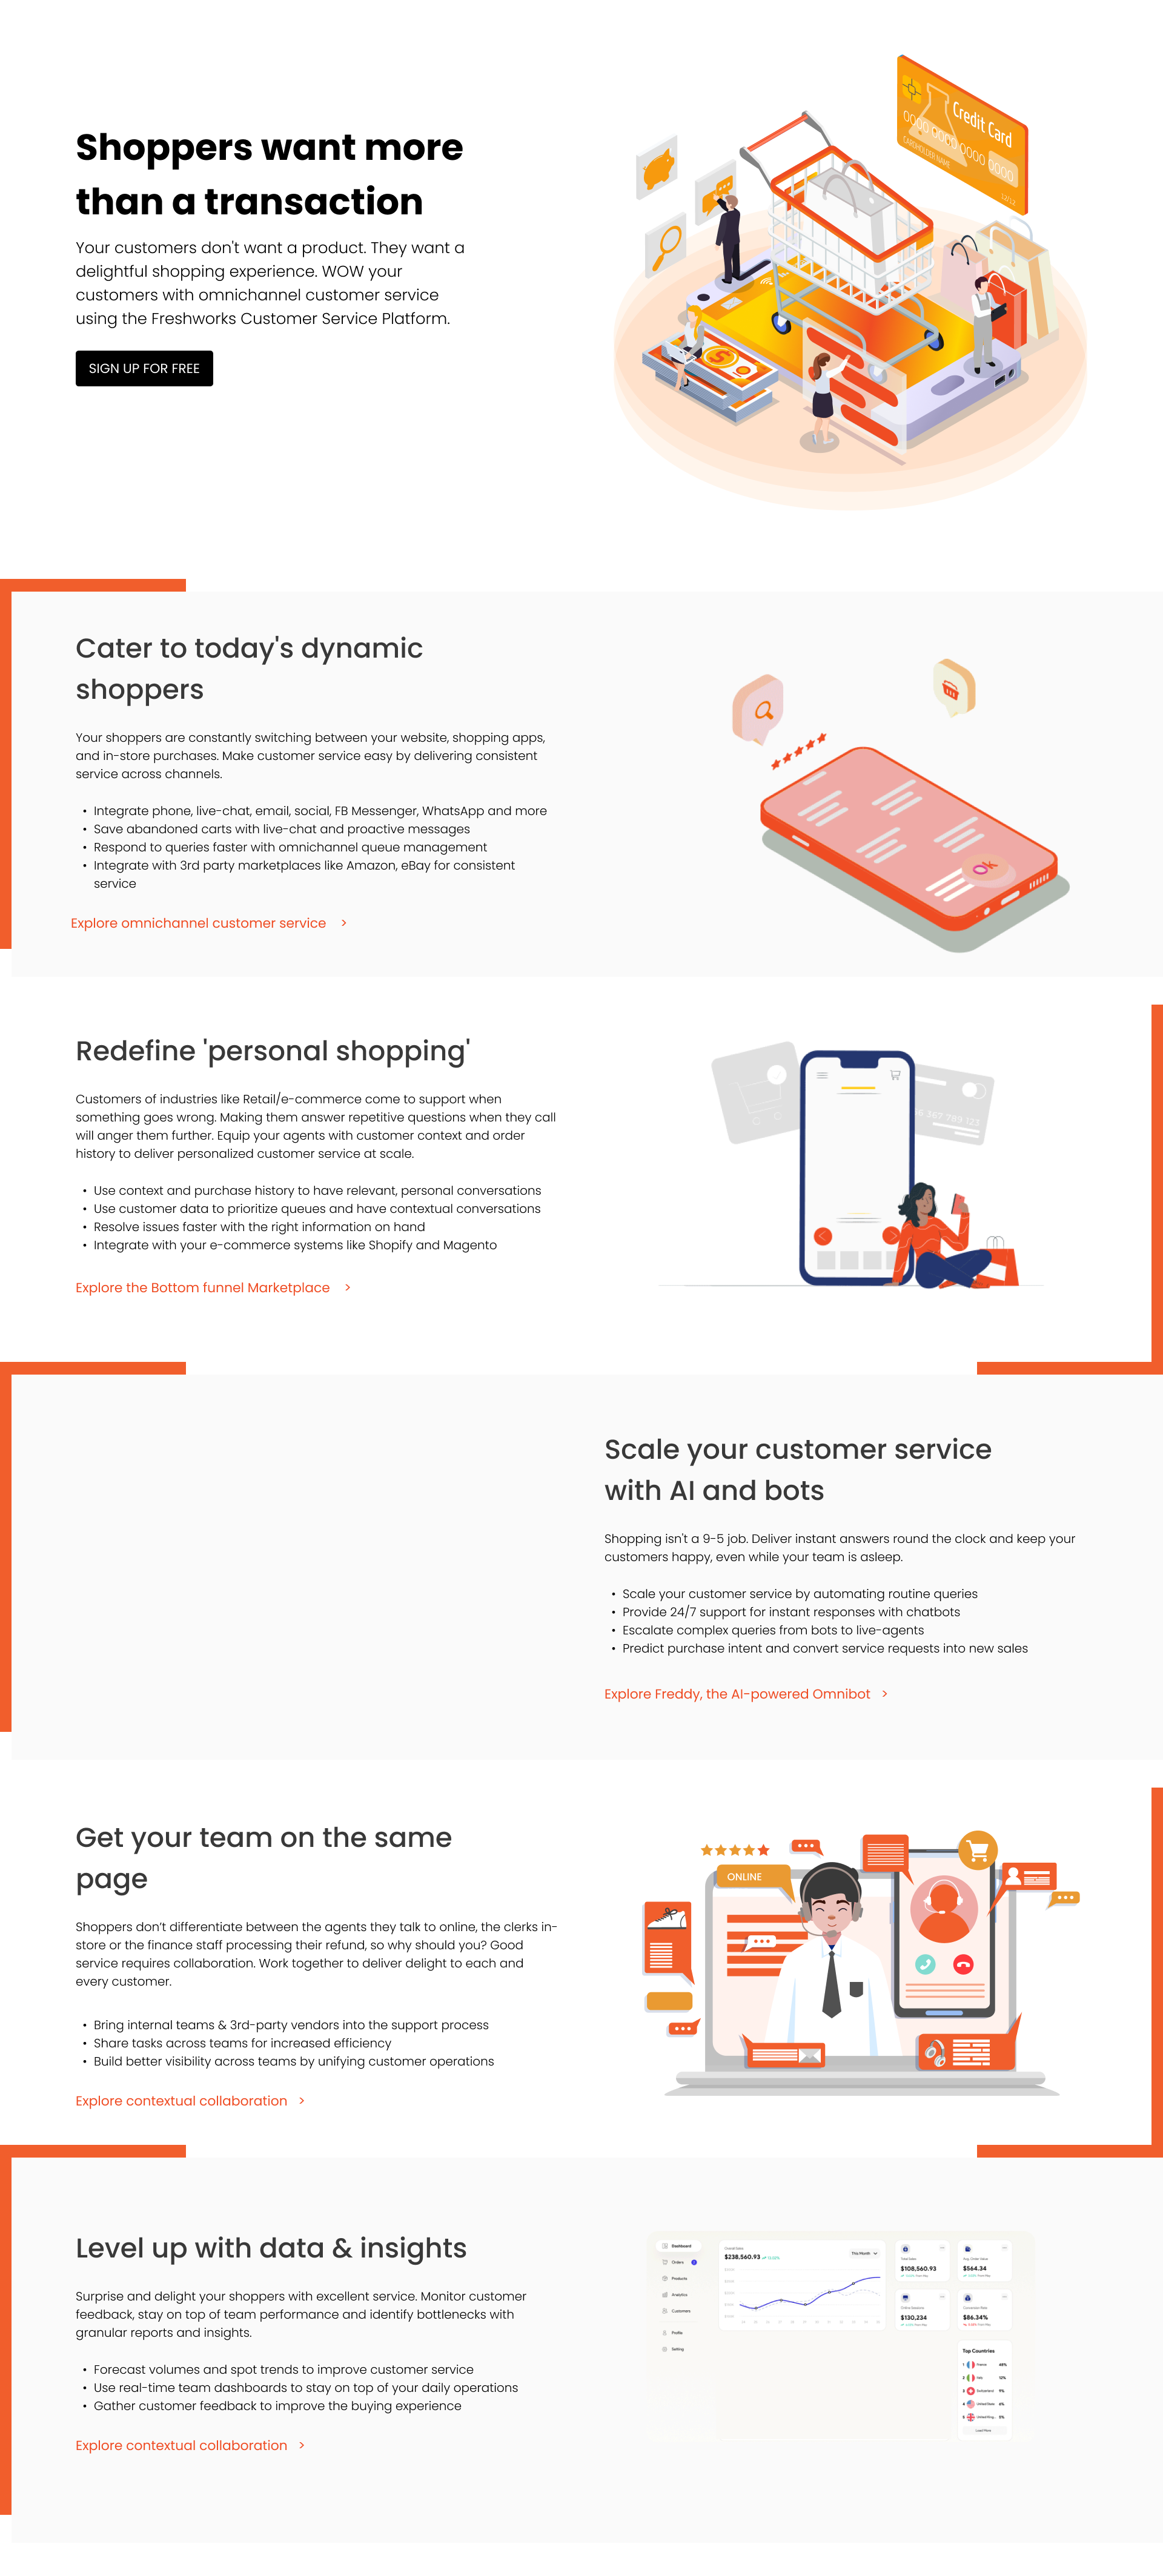 Shoppers want more
than a transaction
Your customers don't want a product. They want a
delightful shopping experience. WOW your
customers with omnichannel customer service
using the Freshworks Customer Service Platform.
SIGN UP FOR FREE
Credit Card
0000 0000 0000 0000
CARDHOLDER NAME
Cater to today's dynamic
shoppers
Your shoppers are constantly switching between your website, shopping apps,
and in-store purchases. Make customer service easy by delivering consistent
service across channels.
• Integrate phone, live-chat, email, social, FB Messenger, WhatsApp and more
• Save abandoned carts with live-chat and proactive messages
• Respond to queries faster with omnichannel queue management
• Integrate with 3rd party marketplaces like Amazon, eBay for consistent
service
Explore omnichannel customer service >
Ok
Redefine 'personal shopping'
Customers of industries like Retail/e-commerce come to support when
something goes wrong. Making them answer repetitive questions when they call
will anger them further. Equip your agents with customer context and order
history to deliver personalized customer service at scale.
• Use context and purchase history to have relevant, personal conversations
• Use customer data to prioritize queues and have contextual conversations
• Resolve issues faster with the right information on hand
• Integrate with your e-commerce systems like Shopify and Magento
Explore the Bottom funnel Marketplace >
367 789 123
Scale your customer service
with AI and bots
Shopping isn't a 9-5 job. Deliver instant answers round the clock and keep your
customers happy, even while your team is asleep.
• Scale your customer service by automating routine queries
• Provide 24/7 support for instant responses with chatbots
• Escalate complex queries from bots to live-agents
• Predict purchase intent and convert service requests into new sales
Explore Freddy, the AI-powered Omnibot >
Get your team on the same
page
Shoppers don’t differentiate between the agents they talk to online, the clerks in-
store or the finance staff processing their refund, so why should you? Good
service requires collaboration. Work together to deliver delight to each and
every customer.
• Bring internal teams & 3rd-party vendors into the support process
• Share tasks across teams for increased efficiency
• Build better visibility across teams by unifying customer operations
Explore contextual collaboration >
ONLINE
Level up with data & insights
Surprise and delight your shoppers with excellent service. Monitor customer
feedback, stay on top of team performance and identify bottlenecks with
granular reports and insights.
• Forecast volumes and spot trends to improve customer service
• Use real-time team dashboards to stay on top of your daily operations
• Gather customer feedback to improve the buying experience
Explore contextual collaboration >
Dashboard
Orders
Products
Analytics
Customers
Profile
Setting
$238,560.93
This Month
$108,560.93
$564.34
$130,234
$86.34%
Top Countries
France 48%
Switzerland 9%
United States 6%
5%
Load More